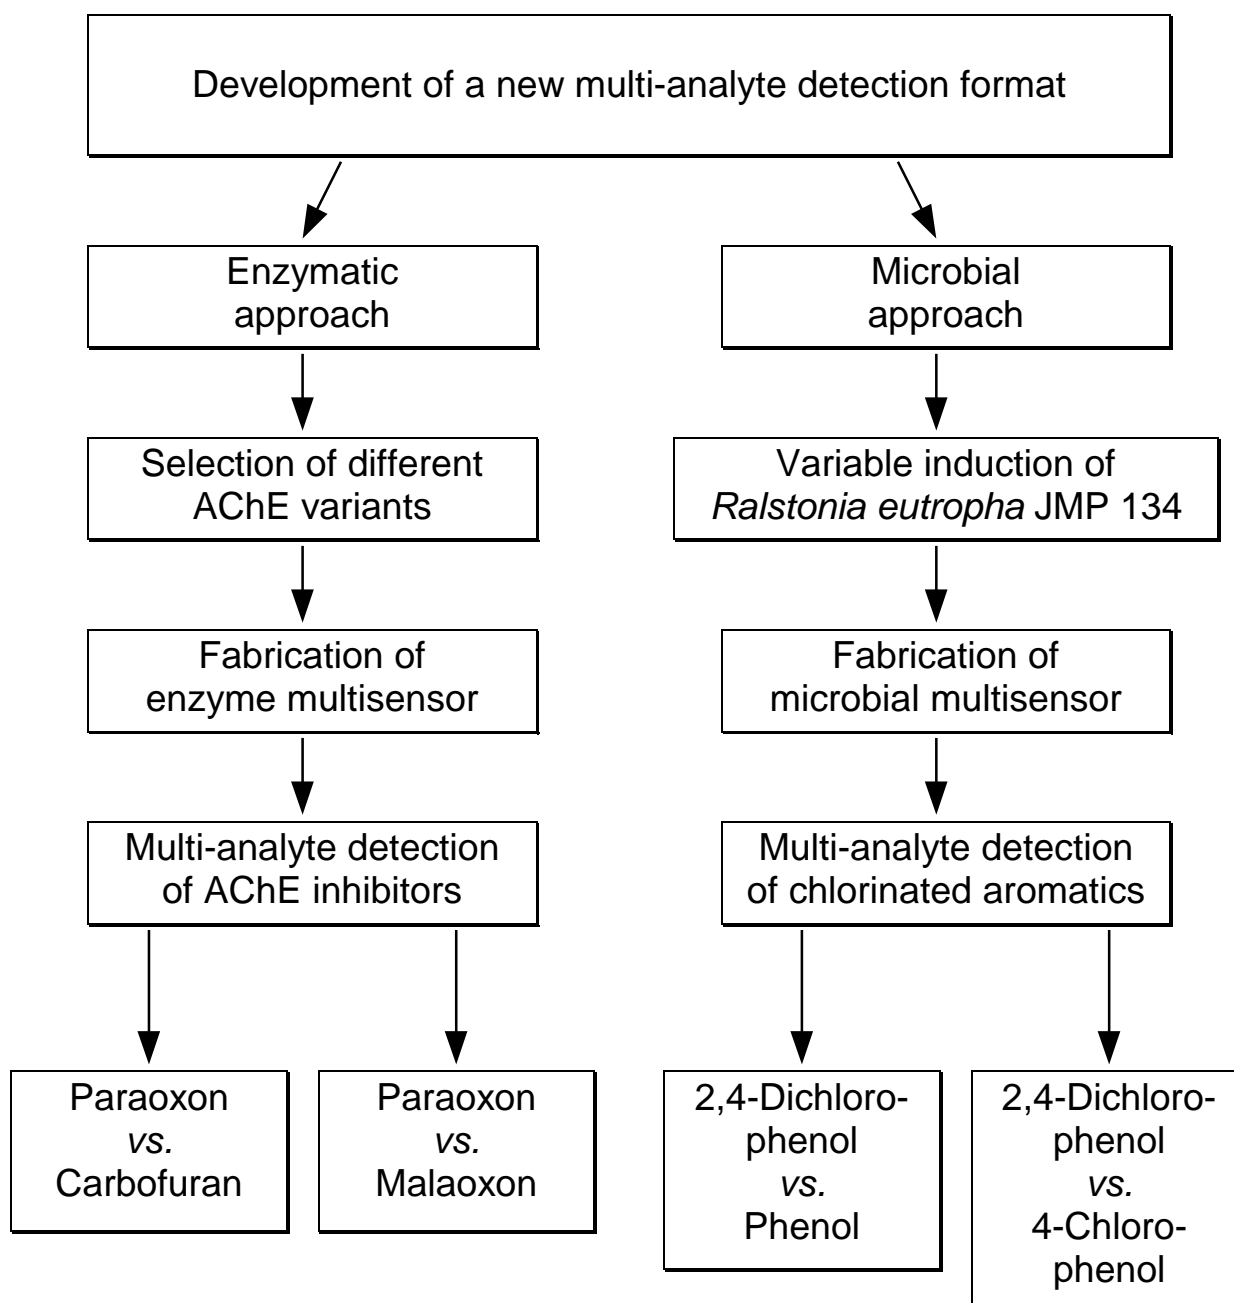 Development of a new multi-analyte detection format
Enzymatic
approach
Microbial
approach
Selection of different
AChE variants
Variable induction of
Ralstonia eutropha JMP 134
Fabrication of
enzyme multisensor
Fabrication of
microbial multisensor
Multi-analyte detection
of AChE inhibitors
Multi-analyte detection
of chlorinated aromatics
Paraoxon
vs.
Carbofuran
Paraoxon
vs.
Malaoxon
2,4-Dichloro-
phenol
vs.
Phenol
2,4-Dichloro-
phenol
vs.
4-Chloro-
phenol